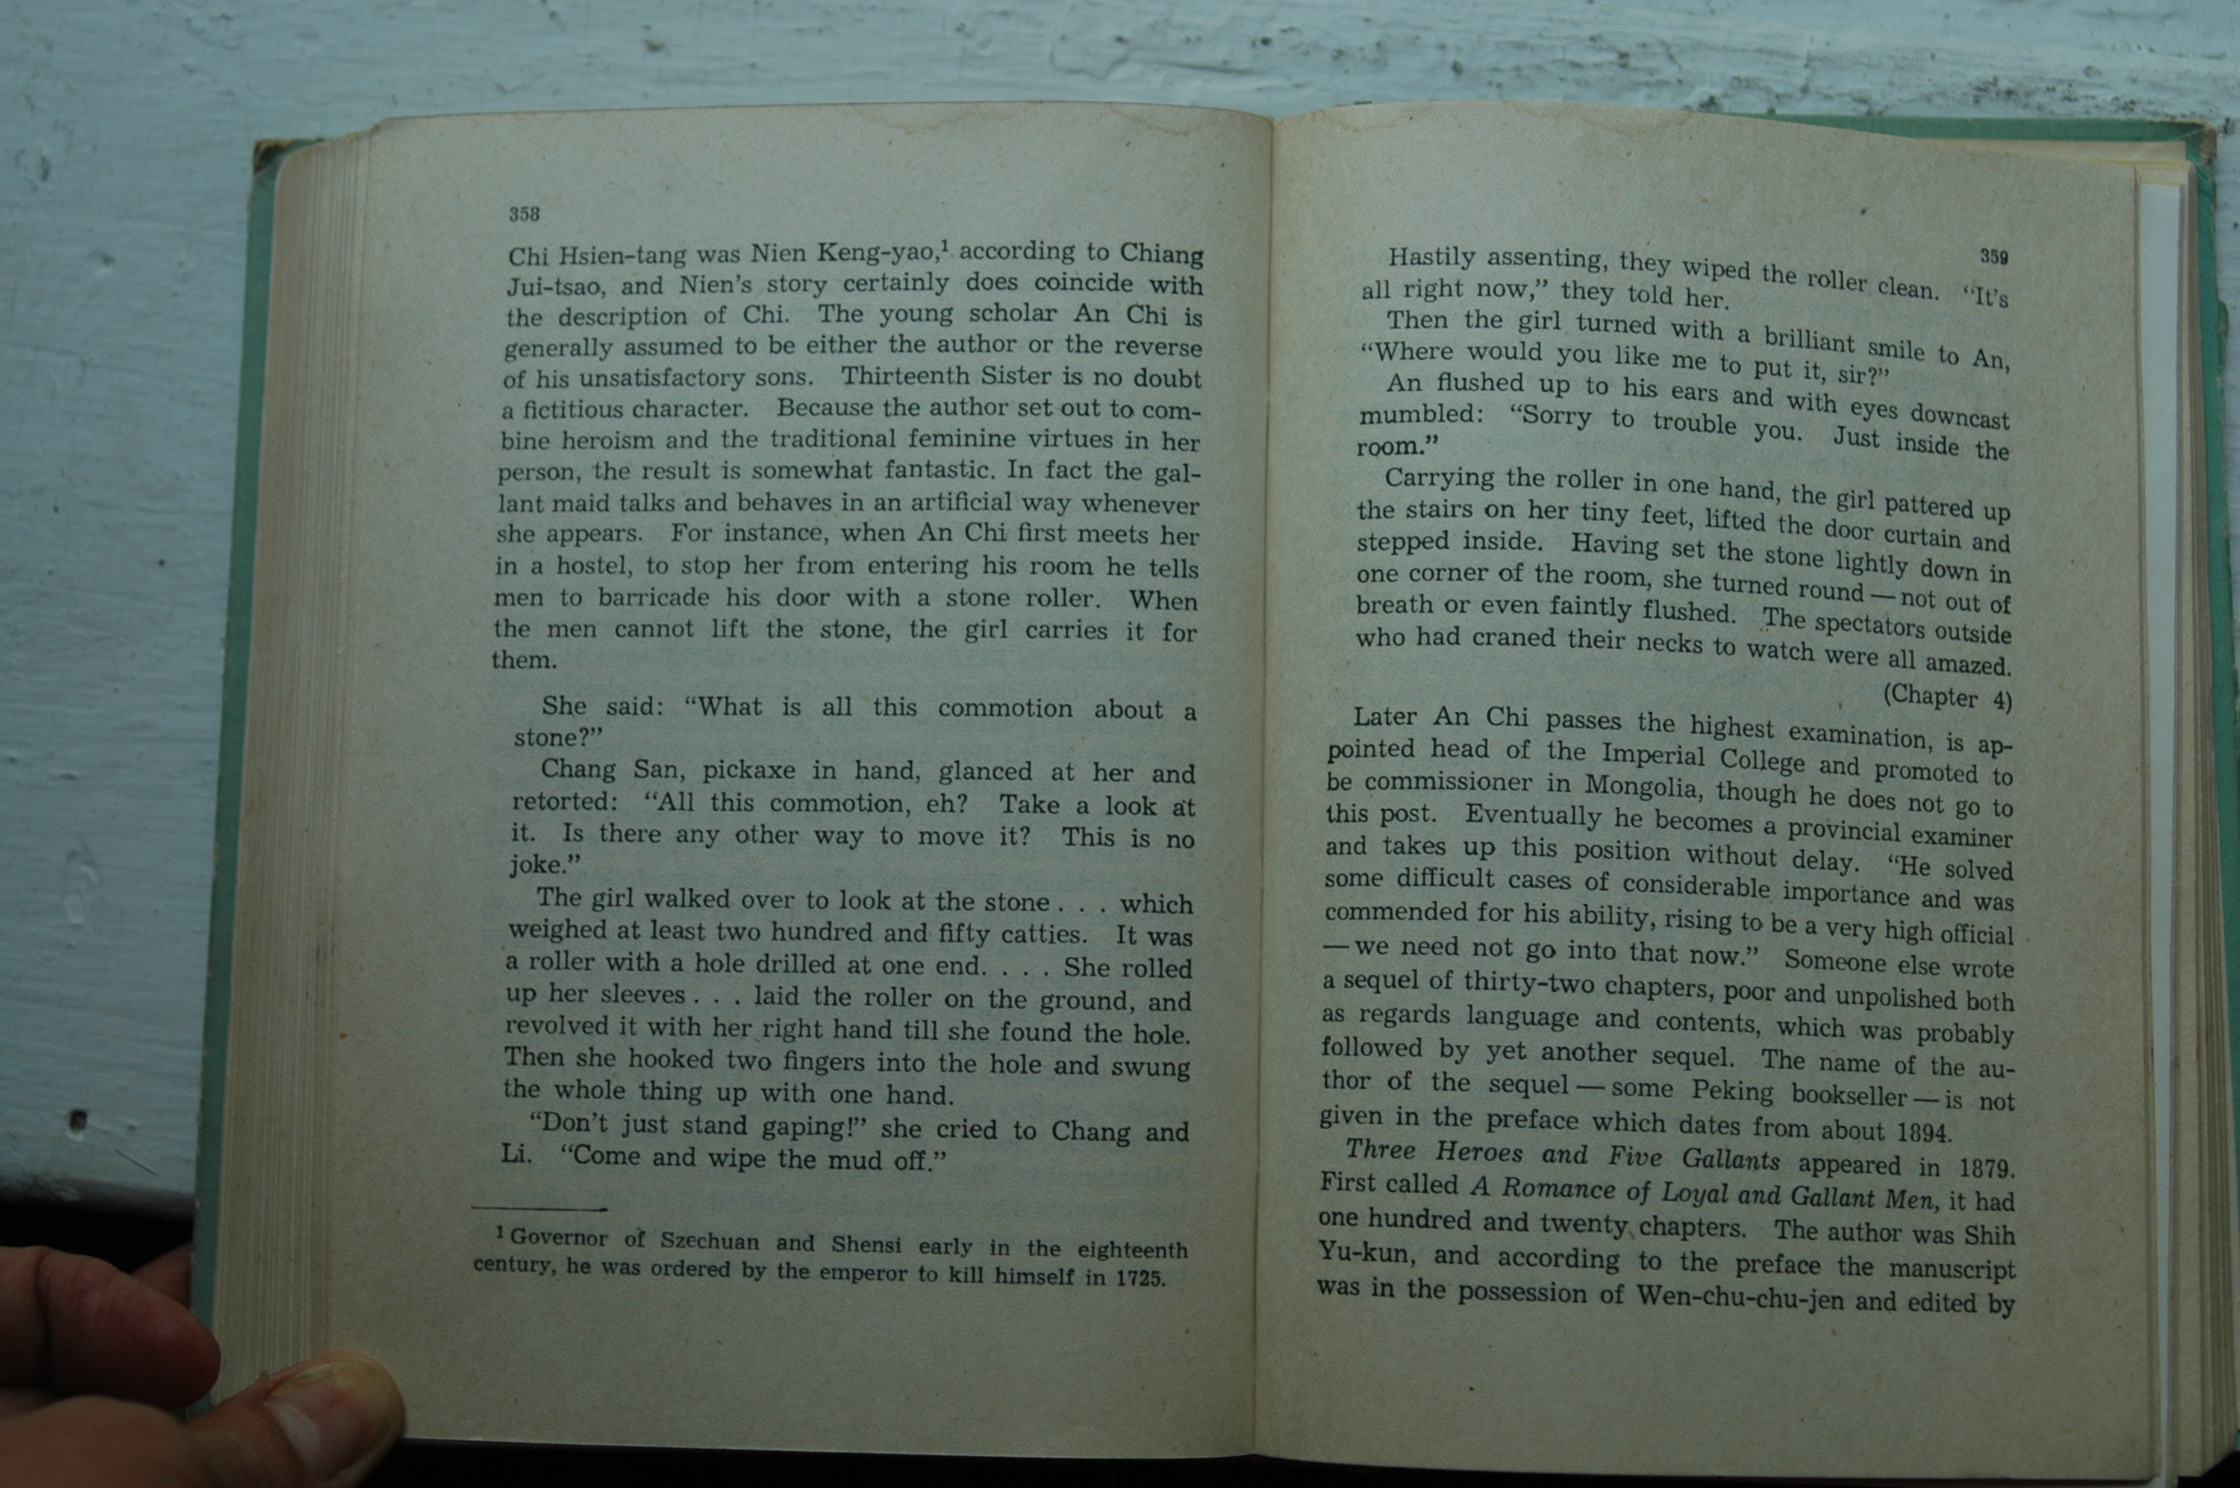 358
Chi Hsien-tang was Nien Keng-yao,¹ according to Chiang
Jui-tsao, and Nien's story certainly does coincide with
the description of Chi. The young scholar An Chi is
generally assumed to be either the author or the reverse
of his unsatisfactory sons. Thirteenth Sister is no doubt
a fictitious character. Because the author set out to com-
bine heroism and the traditional feminine virtues in her
person, the result is somewhat fantastic. In fact the gal-
lant maid talks and behaves in an artificial way whenever
she appears. For instance, when An Chi first meets her
in a hostel, to stop her from entering his room he tells
men to barricade his door with a stone roller. When
the men cannot lift the stone, the girl carries it for
them.
She said: “What is all this commotion about a
stone?”
Chang San, pickaxe in hand, glanced at her and
retorted: “All this commotion, eh? Take a look at
it. Is there any other way to move it? This is no
joke.”
The girl walked over to look at the stone . . . which
weighed at least two hundred and fifty catties. It was
a roller with a hole drilled at one end. . . . She rolled
up her sleeves . . . laid the roller on the ground, and
revolved it with her right hand till she found the hole.
Then she hooked two fingers into the hole and swung
the whole thing up with one hand.
“Don't just stand gaping!” she cried to Chang and
Li. “Come and wipe the mud off.”
¹ Governor of Szechuan and Shensi early in the eighteenth
century, he was ordered by the emperor to kill himself in 1725.
359
Hastily assenting, they wiped the roller clean. “It's
all right now,” they told her.
Then the girl turned with a brilliant smile to An,
“Where would you like me to put it, sir?”
An flushed up to his ears and with eyes downcast
mumbled: “Sorry to trouble you. Just inside the
room.”
Carrying the roller in one hand, the girl pattered up
the stairs on her tiny feet, lifted the door curtain and
stepped inside. Having set the stone lightly down in
one corner of the room, she turned round — not out of
breath or even faintly flushed. The spectators outside
who had craned their necks to watch were all amazed.
(Chapter 4)
Later An Chi passes the highest examination, is ap-
pointed head of the Imperial College and promoted to
be commissioner in Mongolia, though he does not go to
this post. Eventually he becomes a provincial examiner
and takes up this position without delay. “He solved
some difficult cases of considerable importance and was
commended for his ability, rising to be a very high official
— we need not go into that now.” Someone else wrote
a sequel of thirty-two chapters, poor and unpolished both
as regards language and contents, which was probably
followed by yet another sequel. The name of the au-
thor of the sequel — some Peking bookseller — is not
given in the preface which dates from about 1894.
Three Heroes and Five Gallants appeared in 1879.
First called A Romance of Loyal and Gallant Men, it had
one hundred and twenty chapters. The author was Shih
Yu-kun, and according to the preface the manuscript
was in the possession of Wen-chu-chu-jen and edited by